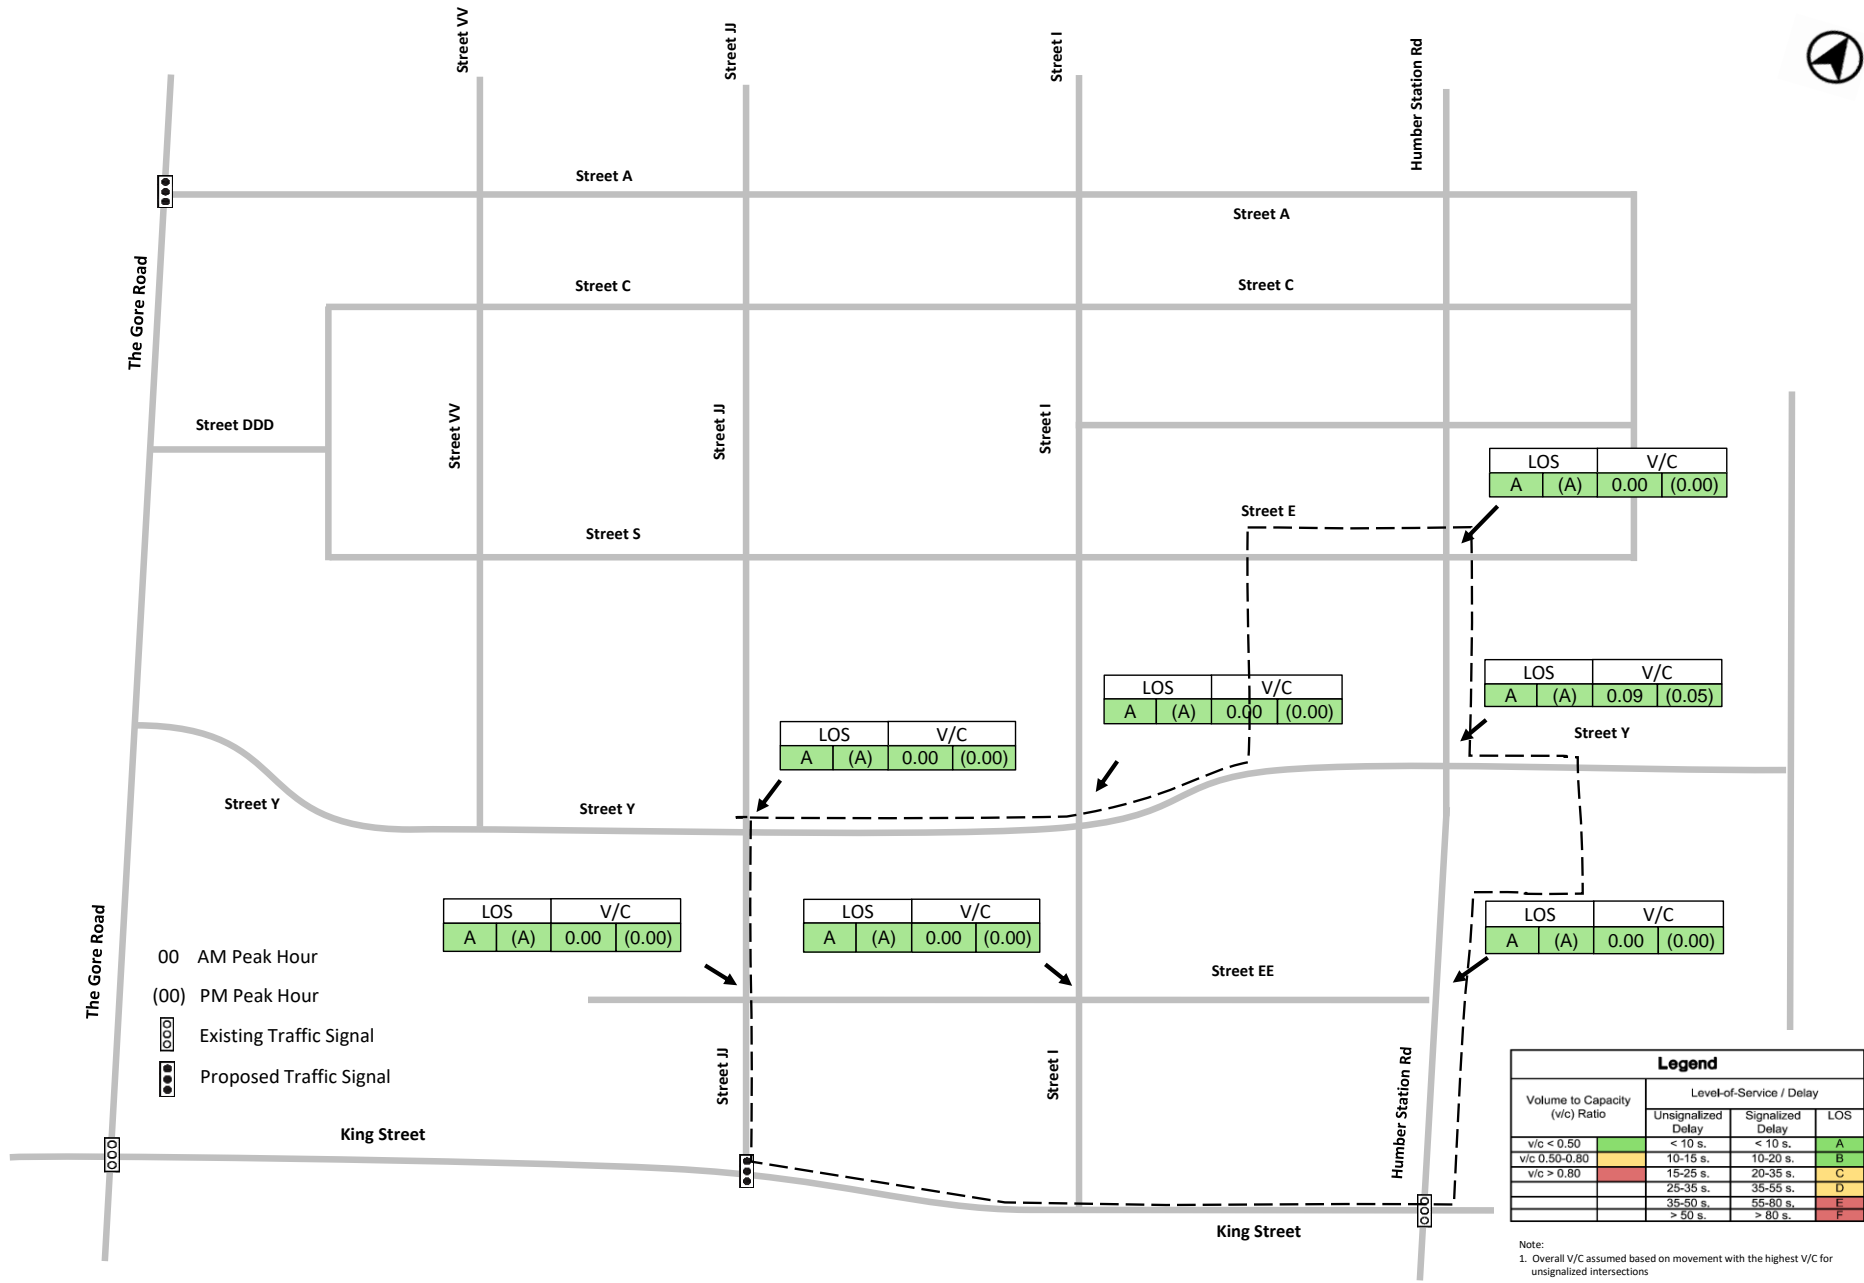 Street VV
Street JJ
Street I
Humber Station Rd
Street A
Street A
The Gore Road
Street C
Street C
Street DDD
Street VV
Street JJ
Street I
LOS V/C
A (A) 0.00 (0.00)
Street E
Street S
LOS V/C
A (A) 0.09 (0.05)
LOS V/C
A (A) 0.00 (0.00)
Street Y
LOS V/C
A (A) 0.00 (0.00)
Street Y
Street Y
LOS V/C
A (A) 0.00 (0.00)
LOS V/C
A (A) 0.00 (0.00)
LOS V/C
A (A) 0.00 (0.00)
The Gore Road
00 AM Peak Hour
(00) PM Peak Hour
Existing Traffic Signal
Proposed Traffic Signal
Street EE
Street JJ
Street I
Humber Station Rd
King Street
King Street
Legend
Volume to Capacity
(v/c) Ratio
Level-of-Service / Delay
Unsignalized
Delay
Signalized
Delay
LOS
v/c < 0.50 < 10 s. < 10 s. A
v/c 0.50-0.80 10-15 s. 10-20 s. B
v/c > 0.80 15-25 s. 20-35 s. C
25-35 s. 35-55 s. D
35-50 s. 55-80 s. E
> 50 s. > 80 s. F
Note:
1. Overall V/C assumed based on movement with the highest V/C for
unsignalized intersections